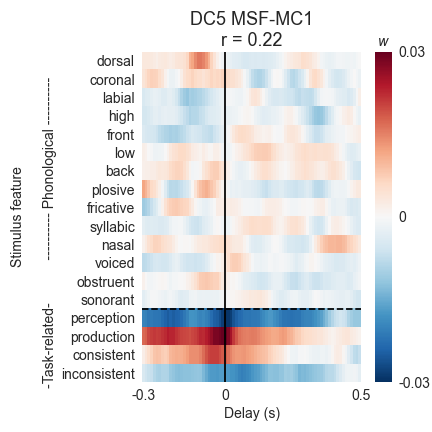 DC5 MSF-MC1
r = 0.22
w
dorsal
coronal
labial
high
front
low
back
plosive
fricative
syllabic
nasal
voiced
obstruent
sonorant
perception
production
consistent
inconsistent
Stimulus feature
-Task-related- ---------- Phonological ----------
0.03
0
-0.03
-0.3 0 0.5
Delay (s)